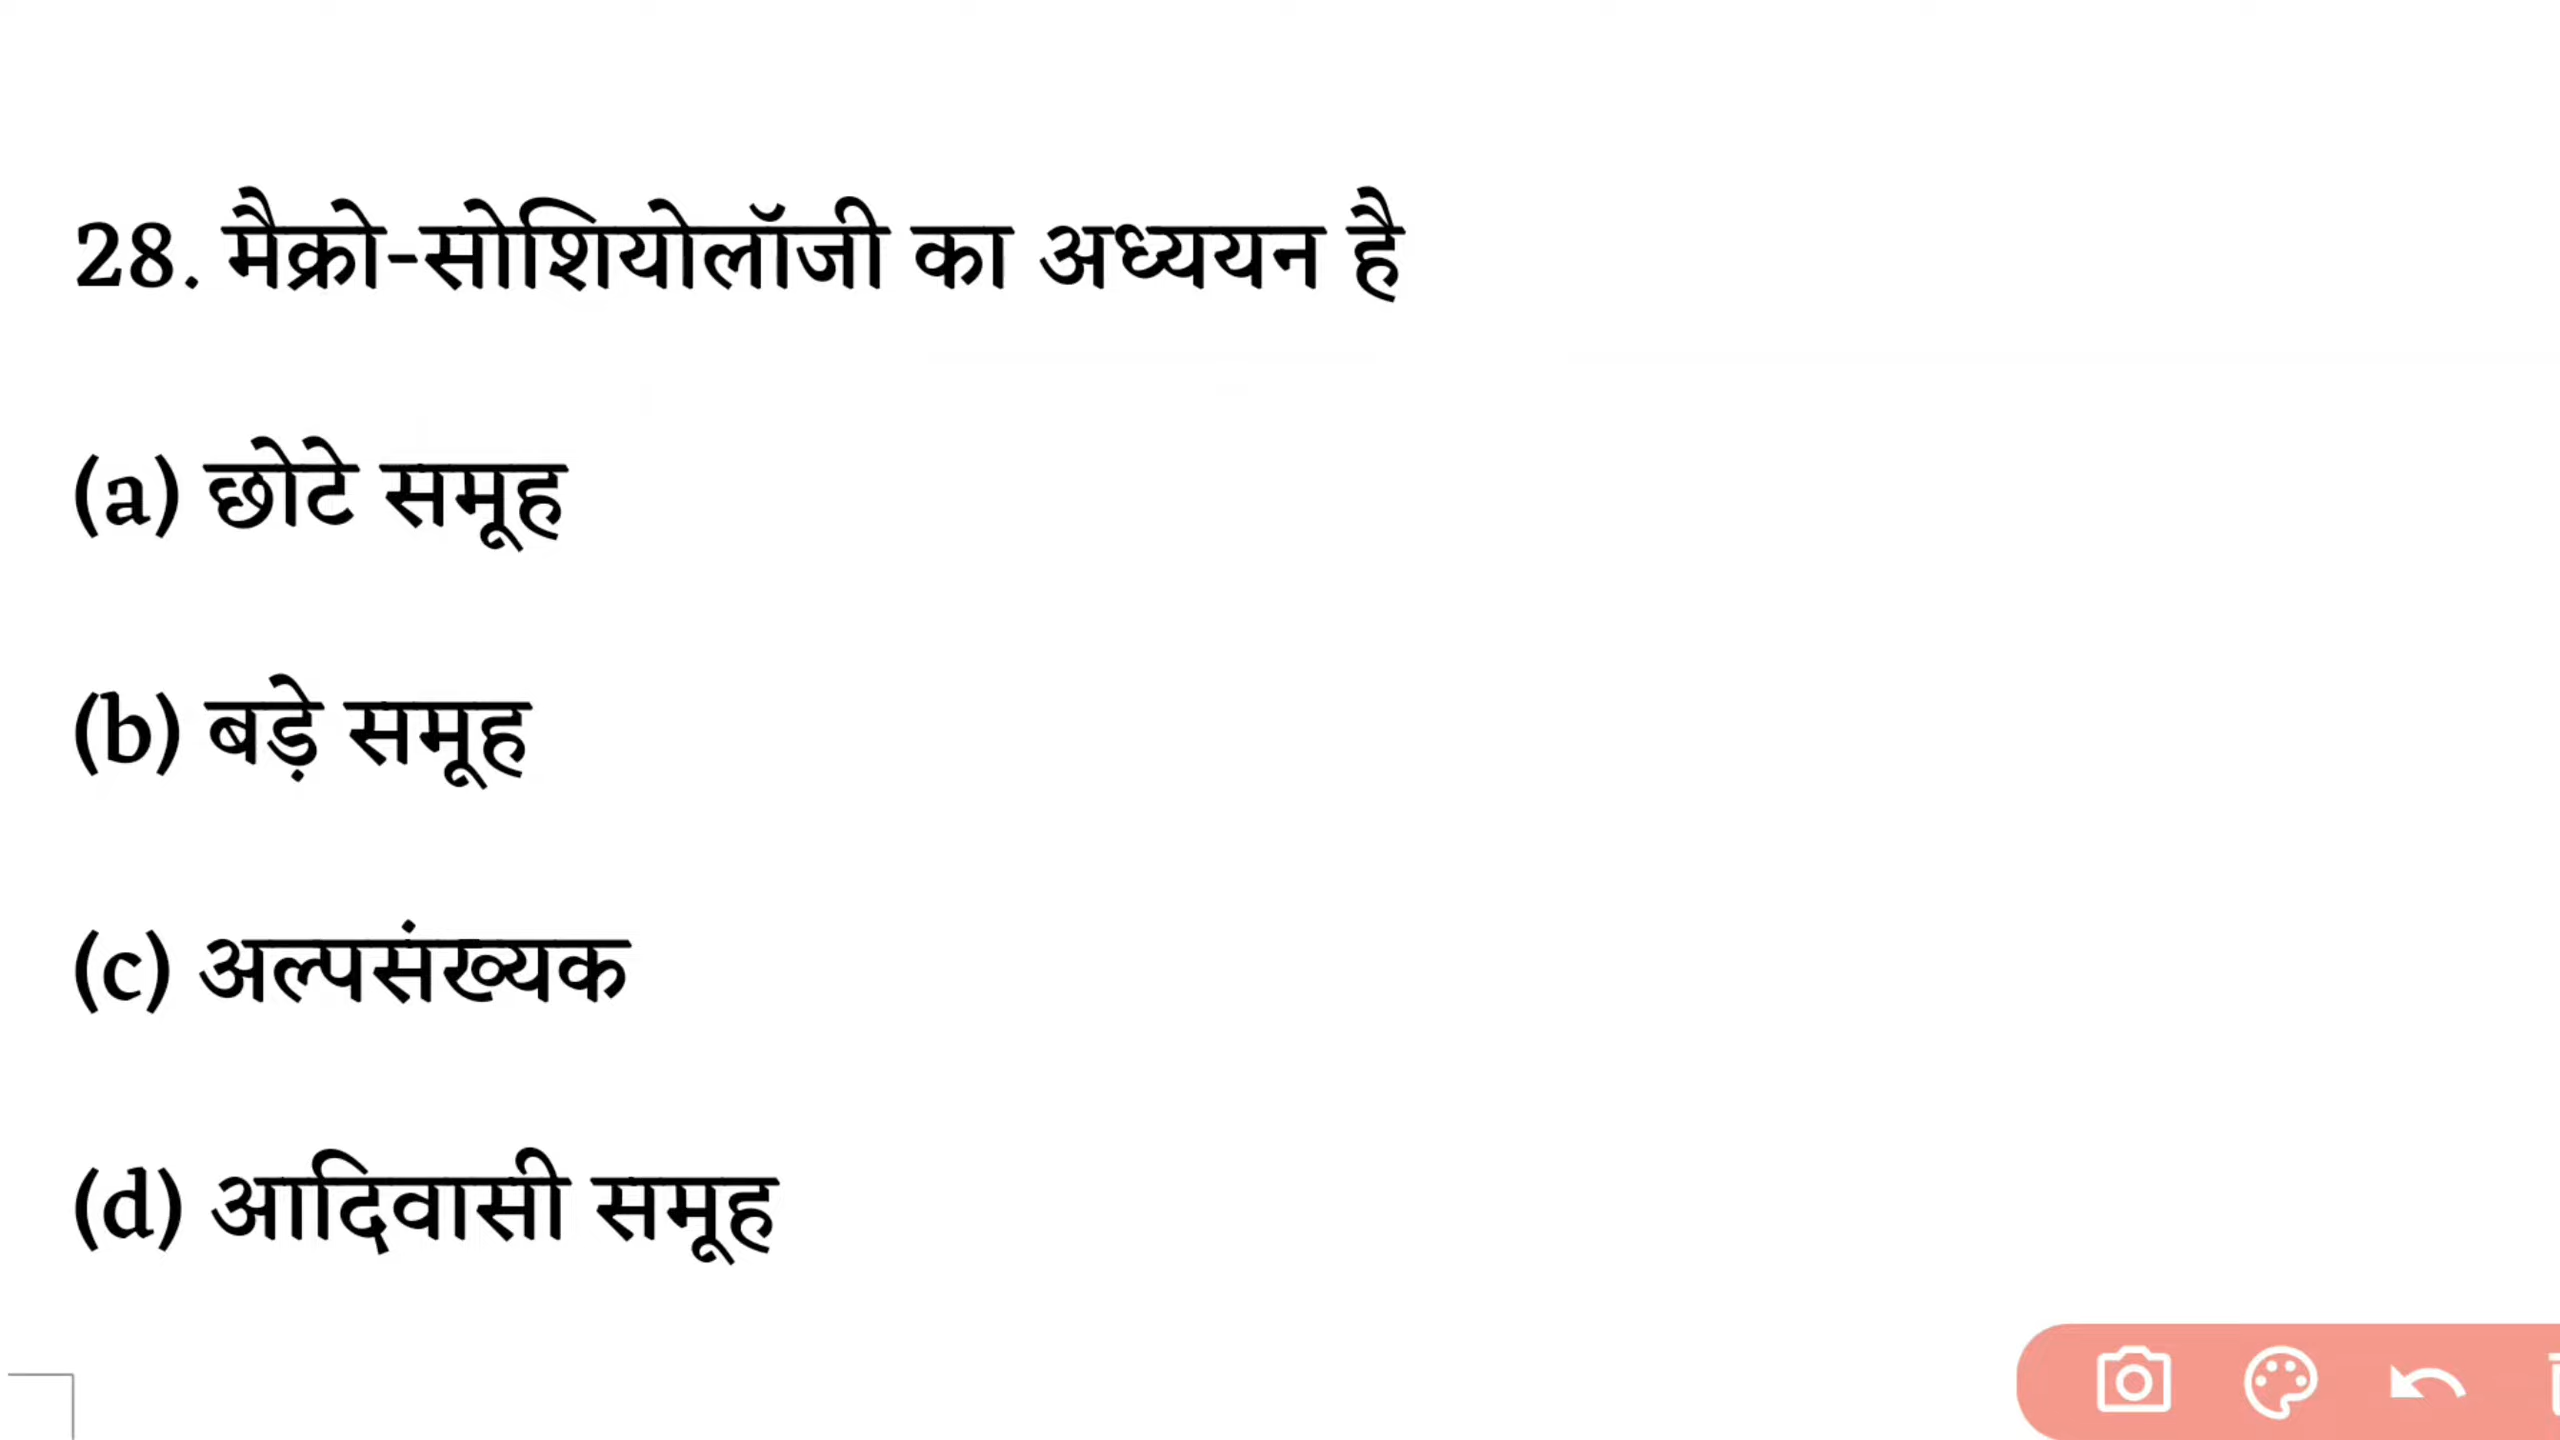 28. मैक्रो-सोशियोलॉजी का अध्ययन है
(a) छोटे समूह
(b) बड़े समूह
(c) अल्पसंख्यक
(d) आदिवासी समूह